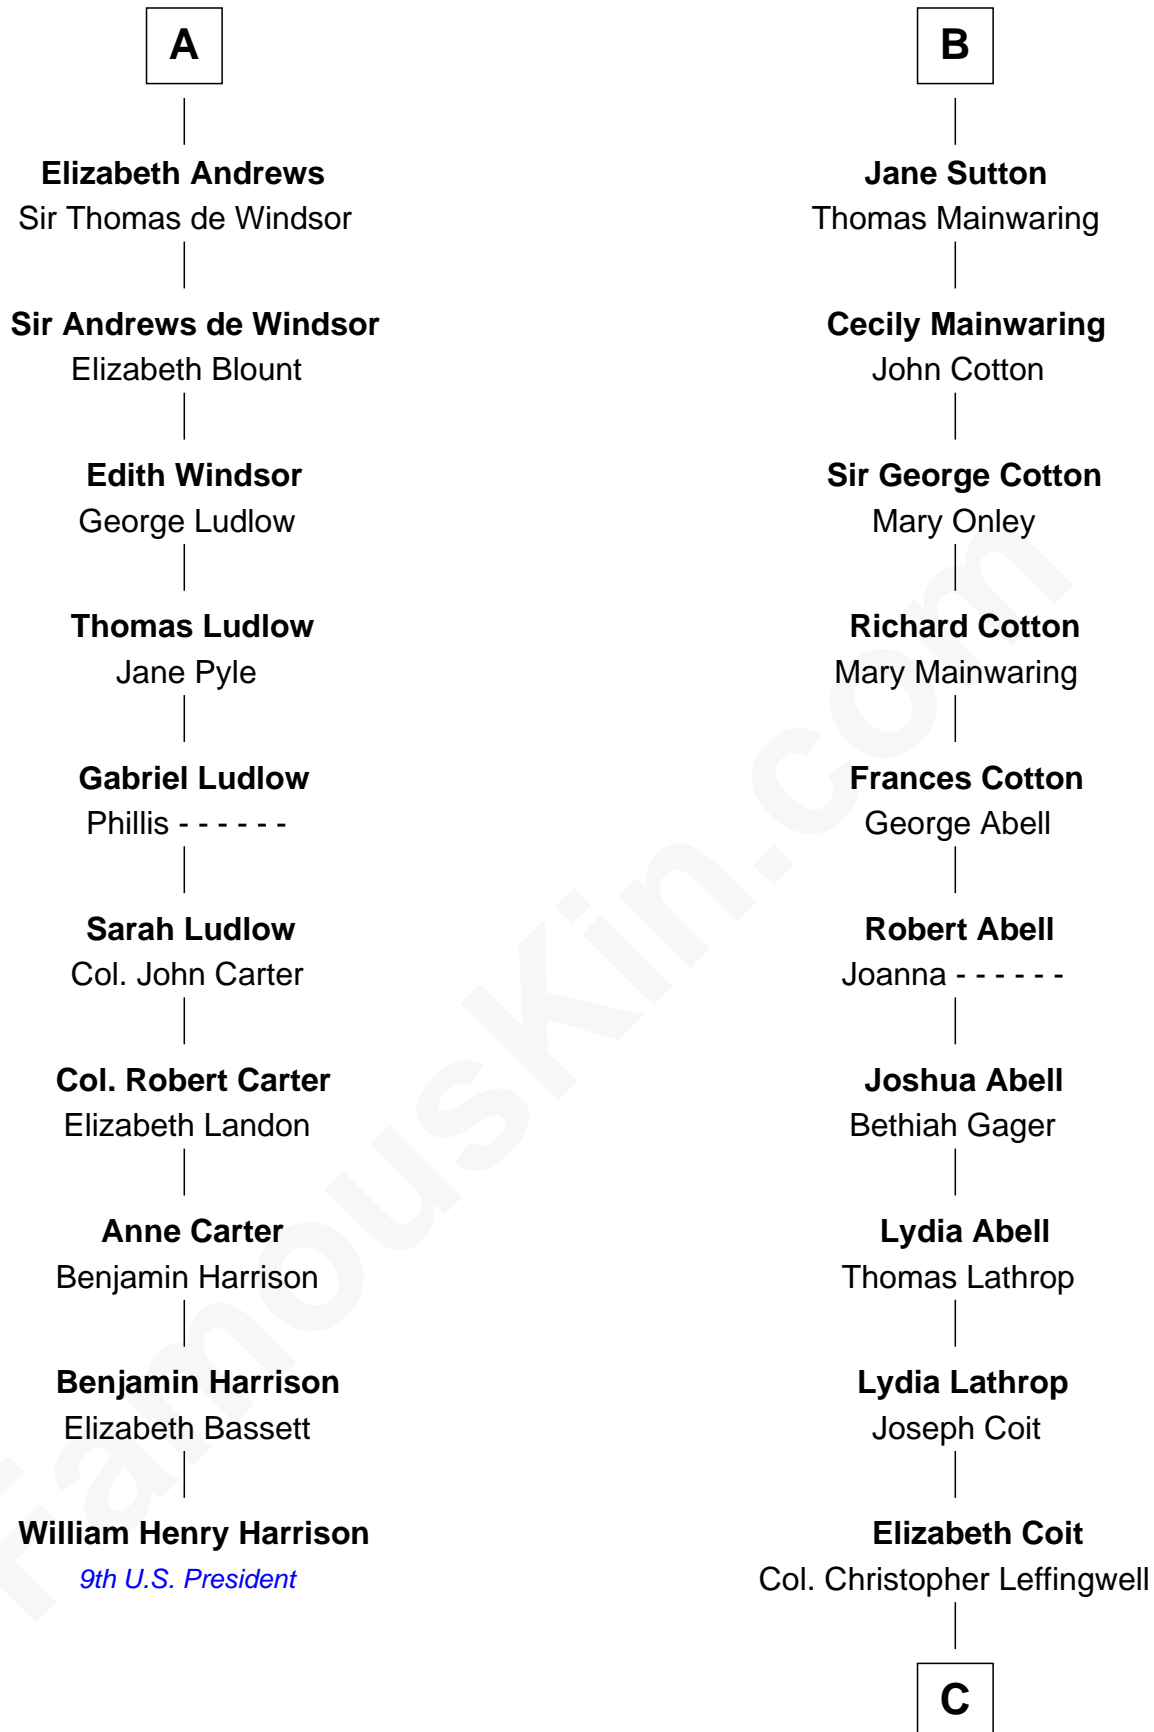 A
Elizabeth Andrews
Sir Thomas de Windsor
Sir Andrews de Windsor
Elizabeth Blount
Edith Windsor
George Ludlow
Thomas Ludlow
Jane Pyle
Gabriel Ludlow
Phillis - - - - - -
Sarah Ludlow
Col. John Carter
Col. Robert Carter
Elizabeth Landon
Anne Carter
Benjamin Harrison
Benjamin Harrison
Elizabeth Bassett
William Henry Harrison
9th U.S. President
B
Jane Sutton
Thomas Mainwaring
Cecily Mainwaring
John Cotton
Sir George Cotton
Mary Onley
Richard Cotton
Mary Mainwaring
Frances Cotton
George Abell
Robert Abell
Joanna - - - - - -
Joshua Abell
Bethiah Gager
Lydia Abell
Thomas Lathrop
Lydia Lathrop
Joseph Coit
Elizabeth Coit
Col. Christopher Leffingwell
C
FamousKin.com